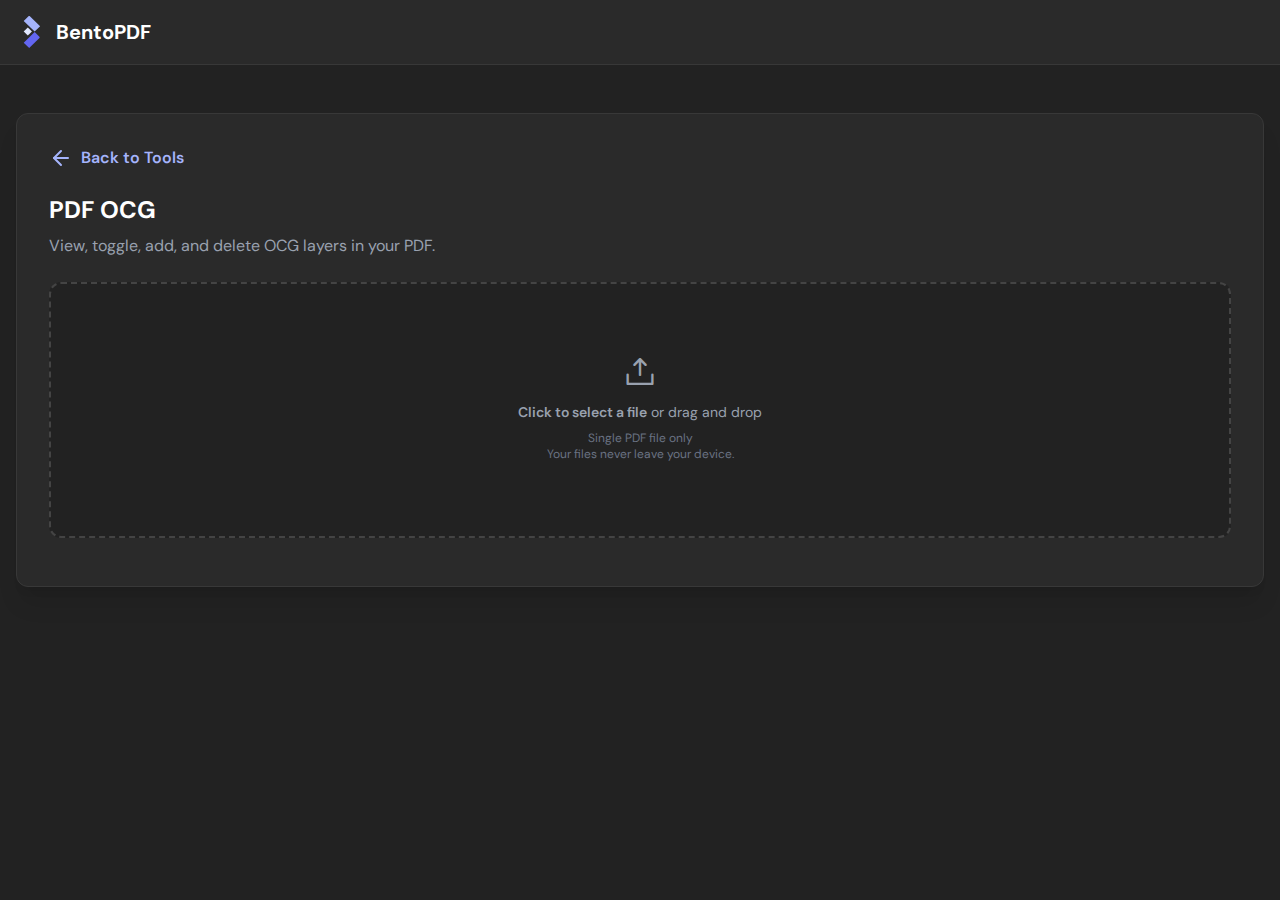 BentoPDF
Back to Tools
PDF OCG
View, toggle, add, and delete OCG layers in your PDF.
Click to select a file or drag and drop
Single PDF file only
Your files never leave your device.